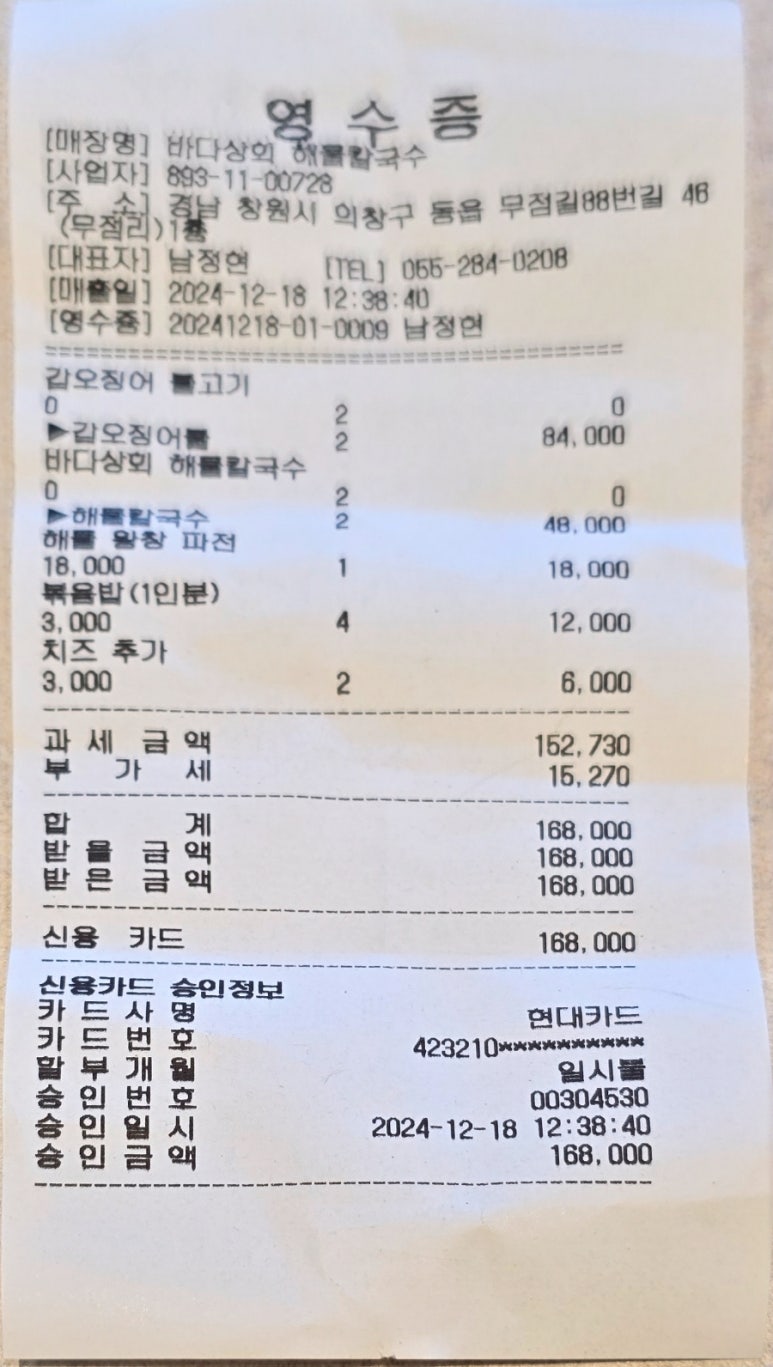 영 수 증
[매장명] 바다상회 해물칼국수
[사업자] 893-11-00728
[주 소] 경남 창원시 의창구 동읍 무점길88번길 46
(무점리)1층
[대표자] 남정현 [TEL] 055-284-0208
[매출일] 2024-12-18 12:38:40
[영수증] 20241218-01-0009 남정현
갑오징어 불고기
0 2 0
▶갑오징어불 2 84,000
바다상회 해물칼국수
0 2 0
▶해물칼국수 2 48,000
해물 왕창 파전
18,000 1 18,000
볶음밥(1인분)
3,000 4 12,000
치즈 추가
3,000 2 6,000
과 세 금 액 152,730
부 가 세 15,270
합 계 168,000
받 을 금 액 168,000
받 은 금 액 168,000
신용 카드 168,000
신용카드 승인정보
카 드 사 명 현대카드
카 드 번 호 423210**********
할 부 개 월 일시불
승 인 번 호 00304530
승 인 일 시 2024-12-18 12:38:40
승 인 금 액 168,000